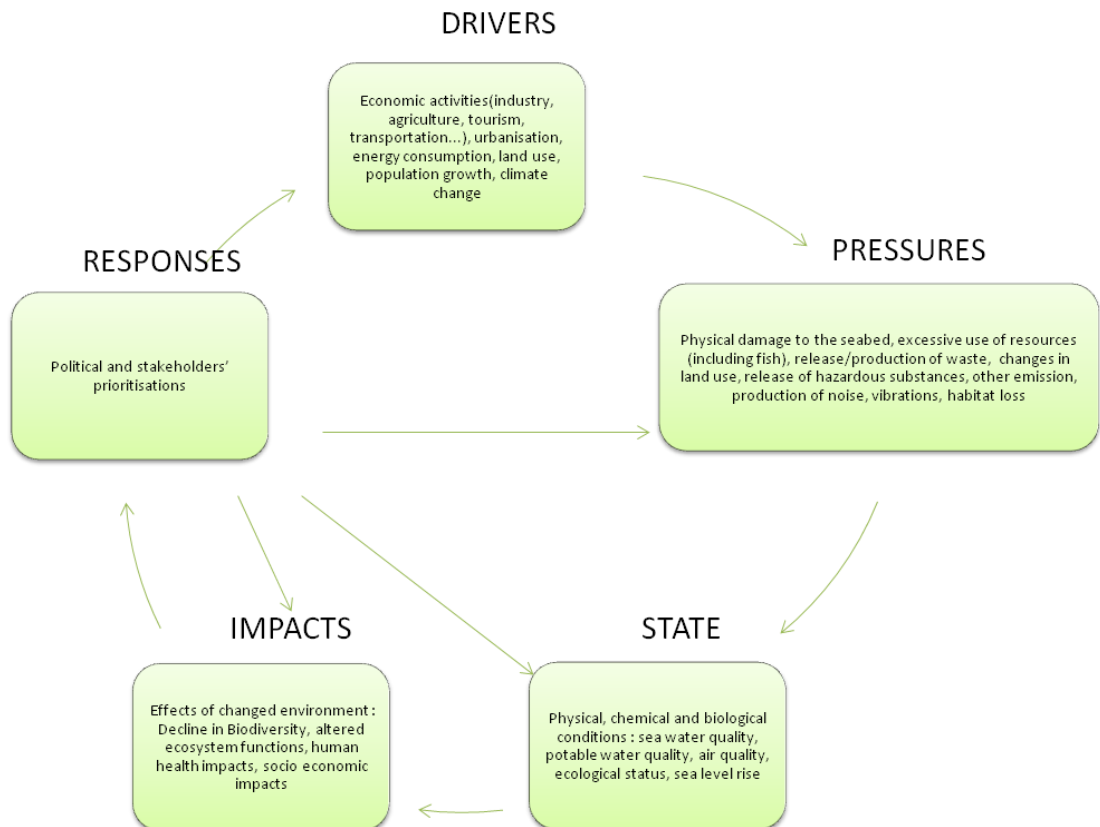 DRIVERS
Economic activities(industry,
agriculture, tourism,
transportation...), urbanisation,
energy consumption, land use,
population growth, climate
change
RESPONSES
Political and stakeholders’
prioritisations
PRESSURES
Physical damage to the seabed, excessive use of resources
(including fish), release/production of waste, changes in
land use, release of hazardous substances, other emission,
production of noise, vibrations, habitat loss
IMPACTS
Effects of changed environment :
Decline in Biodiversity, altered
ecosystem functions, human
health impacts, socio economic
impacts
STATE
Physical, chemical and biological
conditions : sea water quality,
potable water quality, air quality,
ecological status, sea level rise